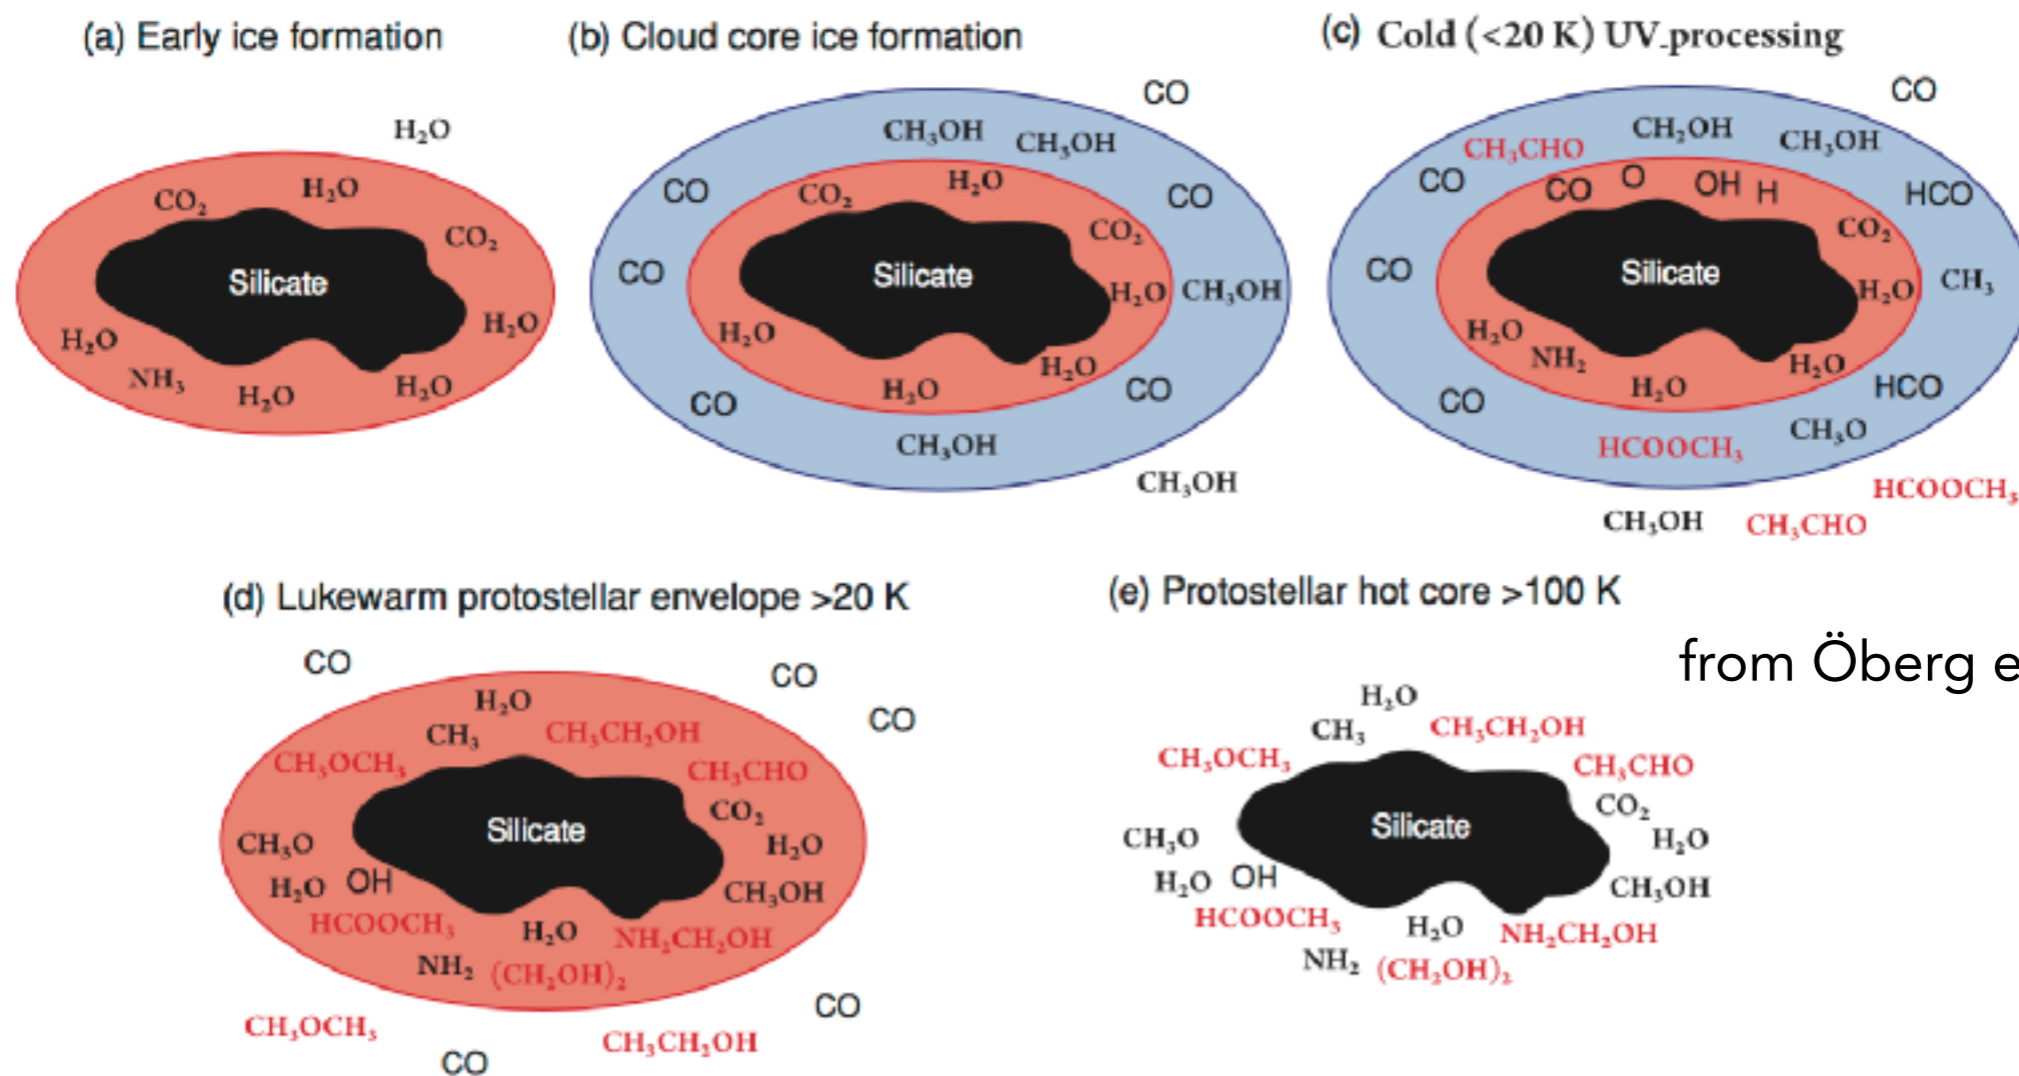 (a) Early ice formation
H₂O
CO₂
H₂O
CO₂
Silicate
H₂O
H₂O
NH₃
H₂O
H₂O
(b) Cloud core ice formation
CO
CH₃OH
CH₃OH
CO
CO₂
H₂O
CO
CO₂
CO
Silicate
H₂O
CH₃OH
H₂O
H₂O
CO
H₂O
CO
CH₃OH
CH₃OH
(c) Cold (<20 K) UV-processing
CO
CH₃CHO
CH₂OH
CH₃OH
CO
CO
O
OH
H
HCO
CO₂
CO
Silicate
H₂O
CH₃
H₂O
NH₂
H₂O
H₂O
HCO
CO
CH₃O
HCOOCH₃
HCOOCH₃
CH₃OH
CH₃CHO
(d) Lukewarm protostellar envelope >20 K
CO
CO
CO
H₂O
CH₃
CH₃CH₂OH
CH₃OCH₃
CH₃CHO
CO₂
Silicate
CH₃O
H₂O
H₂O
OH
CH₃OH
HCOOCH₃
H₂O
NH₂CH₂OH
NH₂
(CH₂OH)₂
CO
CH₃OCH₃
CH₃CH₂OH
CO
(e) Protostellar hot core >100 K
from Öberg e
H₂O
CH₃
CH₃CH₂OH
CH₃OCH₃
CH₃CHO
CO₂
Silicate
CH₃O
H₂O
H₂O
OH
CH₃OH
HCOOCH₃
H₂O
NH₂CH₂OH
NH₂
(CH₂OH)₂